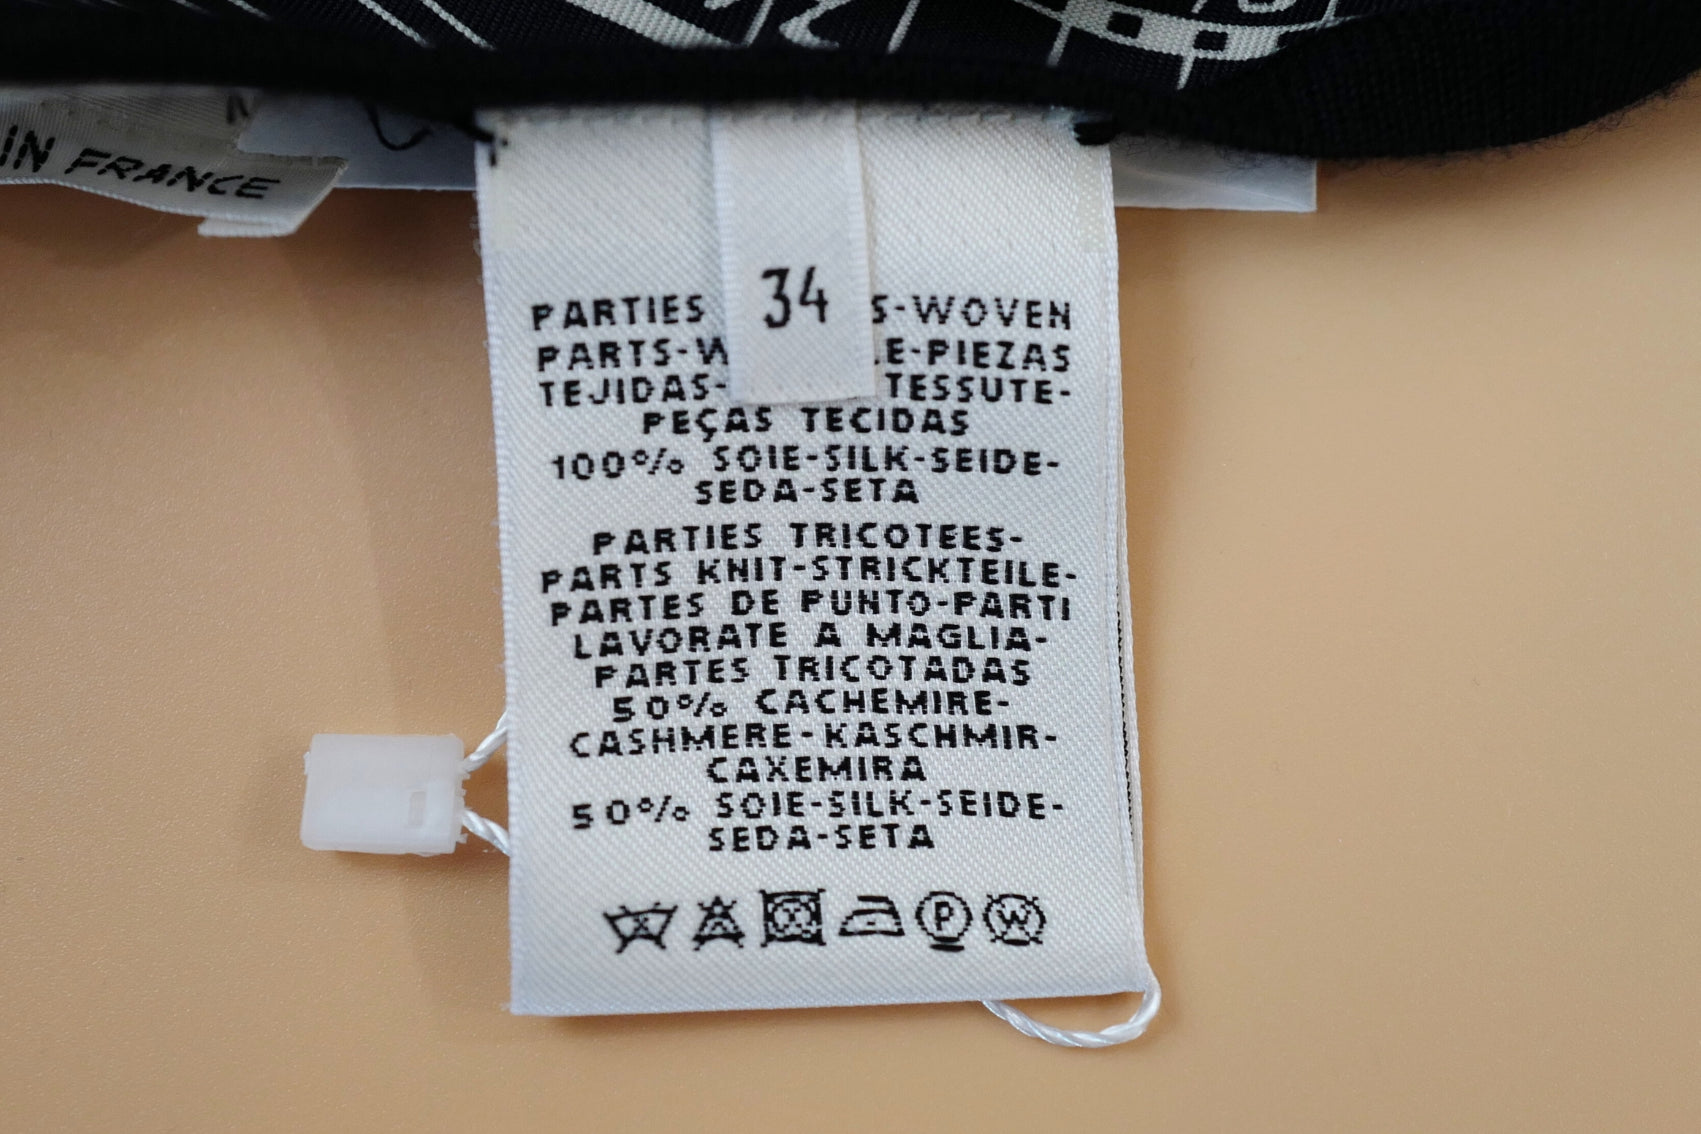 IN FRANCE
34
PARTIES S-WOVEN
PARTS-W LE-PIEZAS
TEJIDAS- TESSUTE-
PEÇAS TECIDAS
100% SOIE-SILK-SEIDE-
SEDA-SETA
PARTIES TRICOTEES-
PARTS KNIT-STRICKTEILE-
PARTES DE PUNTO-PARTI
LAVORATE A MAGLIA-
PARTES TRICOTADAS
50% CACHEMIRE-
CASHMERE-KASCHMIR-
CAXEMIRA
50% SOIE-SILK-SEIDE-
SEDA-SETA
P W